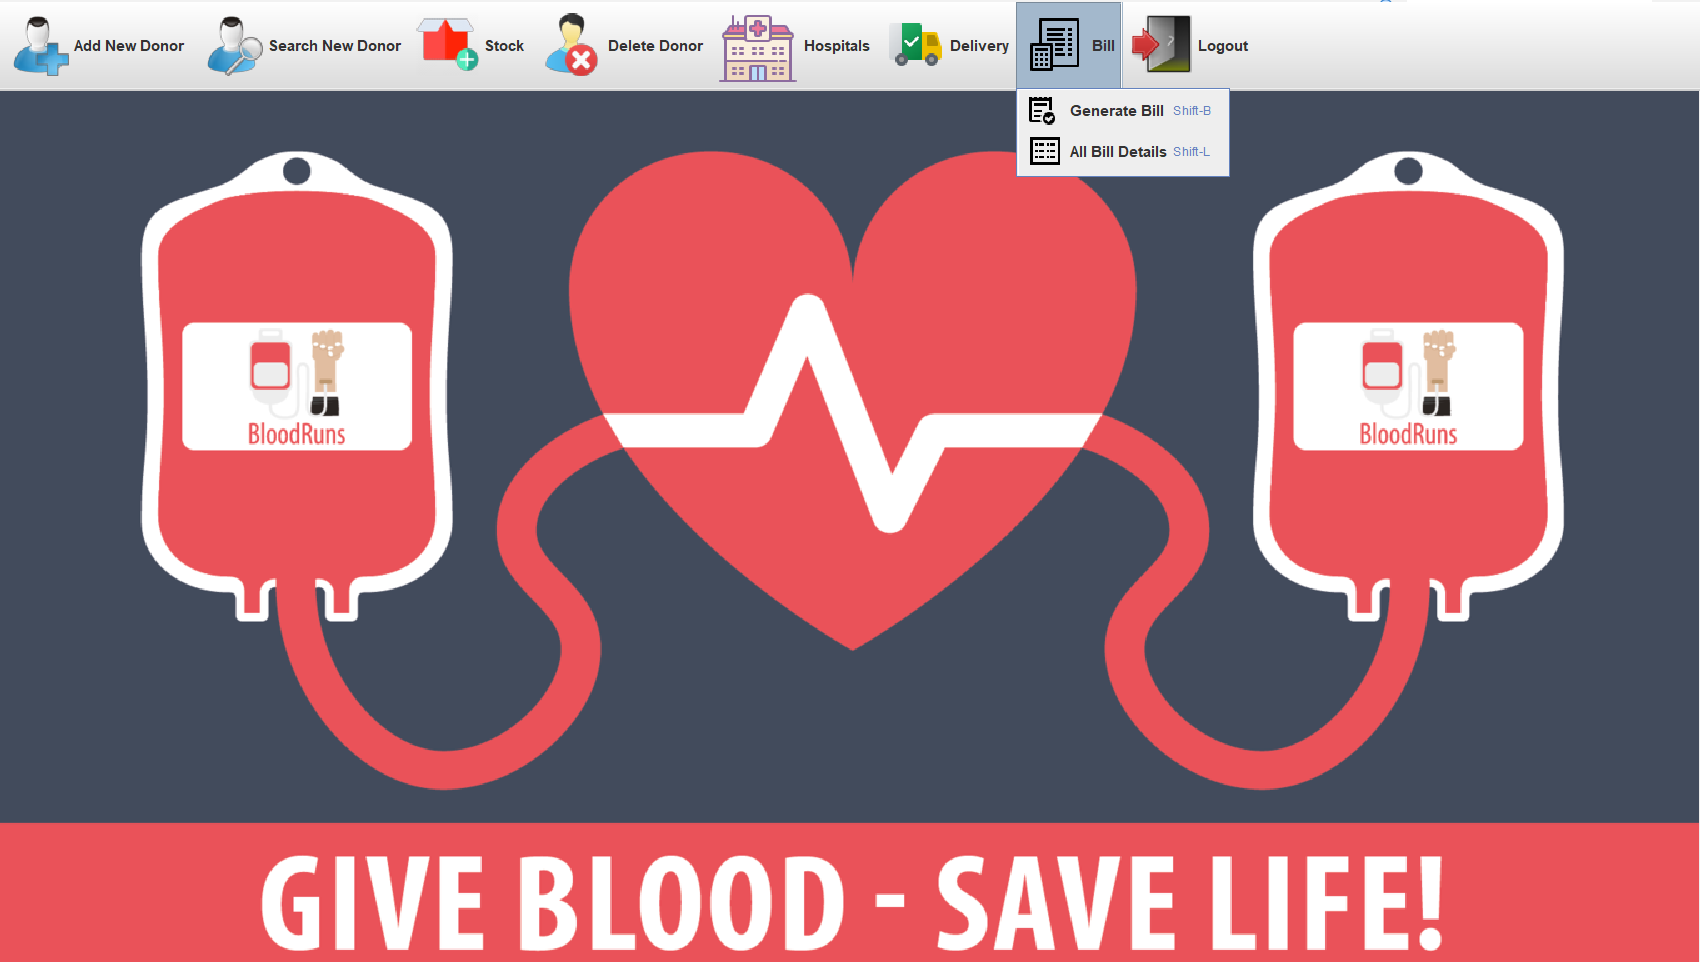 Add New Donor
Search New Donor
Stock
Delete Donor
Hospitals
Delivery
Bill
Logout
Generate Bill Shift-B
All Bill Details Shift-L
BloodRuns
BloodRuns
GIVE BLOOD - SAVE LIFE!